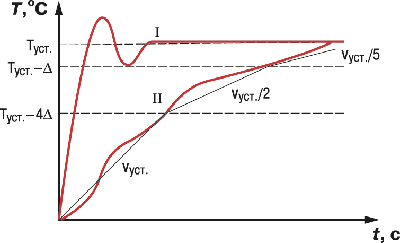 T,°C
I
Tуст.
vуст./5
Tуст.–Δ
vуст./2
II
Tуст.–4Δ
vуст.
t, c